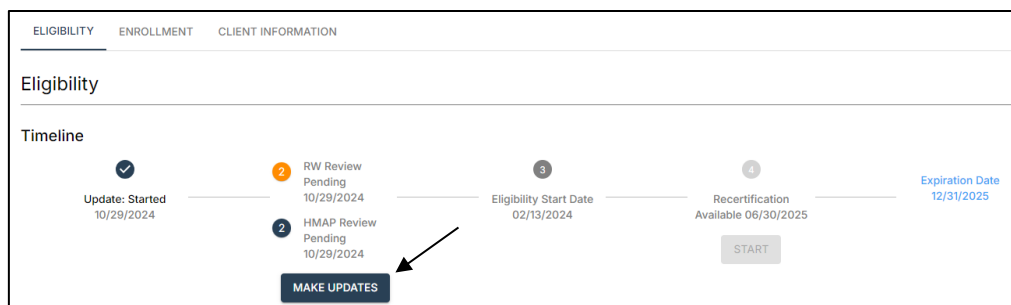 ELIGIBILITY ENROLLMENT CLIENT INFORMATION
Eligibility
Timeline
Update: Started
10/29/2024
2
RW Review
Pending
10/29/2024
2
HMAP Review
Pending
10/29/2024
MAKE UPDATES
3
Eligibility Start Date
02/13/2024
4
Recertification
Available 06/30/2025
START
Expiration Date
12/31/2025